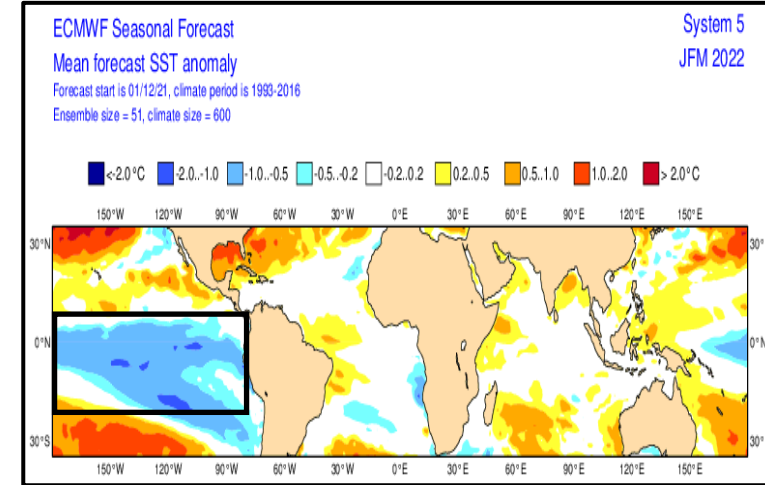 ECMWF Seasonal Forecast
System 5
Mean forecast SST anomaly
JFM 2022
Forecast start is 01/12/21, climate period is 1993-2016
Ensemble size = 51, climate size = 600
<-2.0°C -2.0..-1.0 -1.0..-0.5 -0.5..-0.2 -0.2..0.2 0.2..0.5 0.5..1.0 1.0..2.0 > 2.0°C
150°W 120°W 90°W 60°W 30°W 0°E 30°E 60°E 90°E 120°E 150°E
30°N 30°N
0°N 0°N
30°S 30°S
150°W 120°W 90°W 60°W 30°W 0°E 30°E 60°E 90°E 120°E 150°E